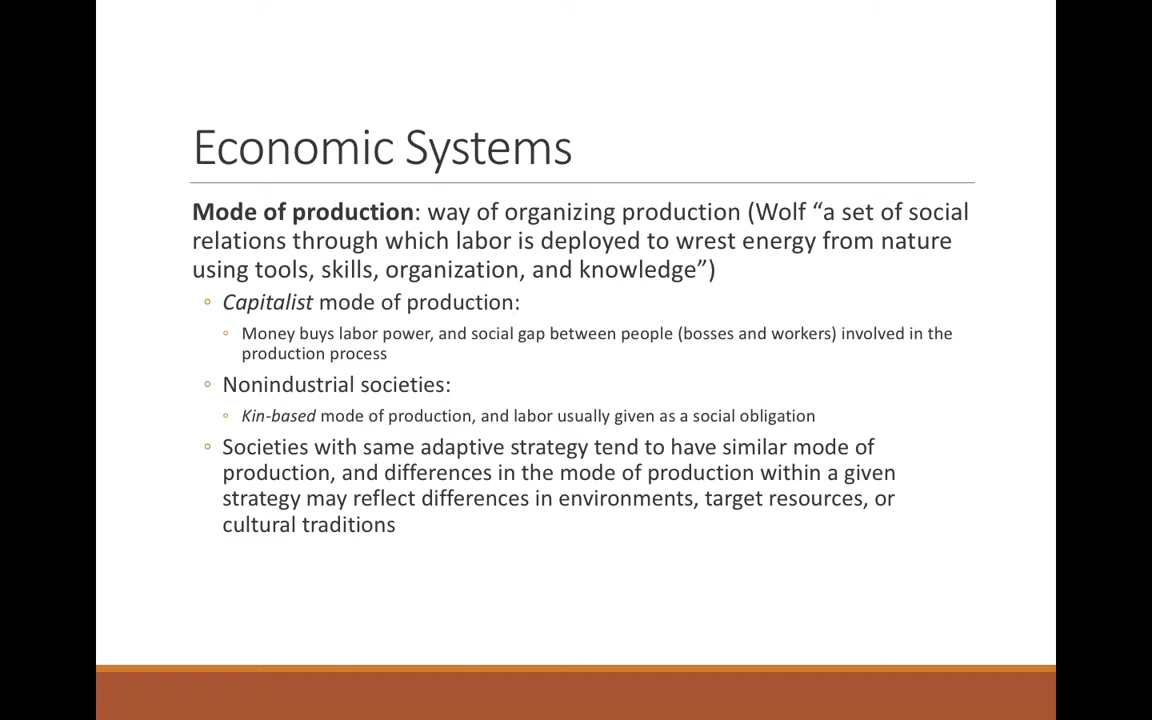 Economic Systems
Mode of production: way of organizing production (Wolf “a set of social
relations through which labor is deployed to wrest energy from nature
using tools, skills, organization, and knowledge”)
◦ Capitalist mode of production:
◦ Money buys labor power, and social gap between people (bosses and workers) involved in the
production process
◦ Nonindustrial societies:
◦ Kin-based mode of production, and labor usually given as a social obligation
◦ Societies with same adaptive strategy tend to have similar mode of
production, and differences in the mode of production within a given
strategy may reflect differences in environments, target resources, or
cultural traditions